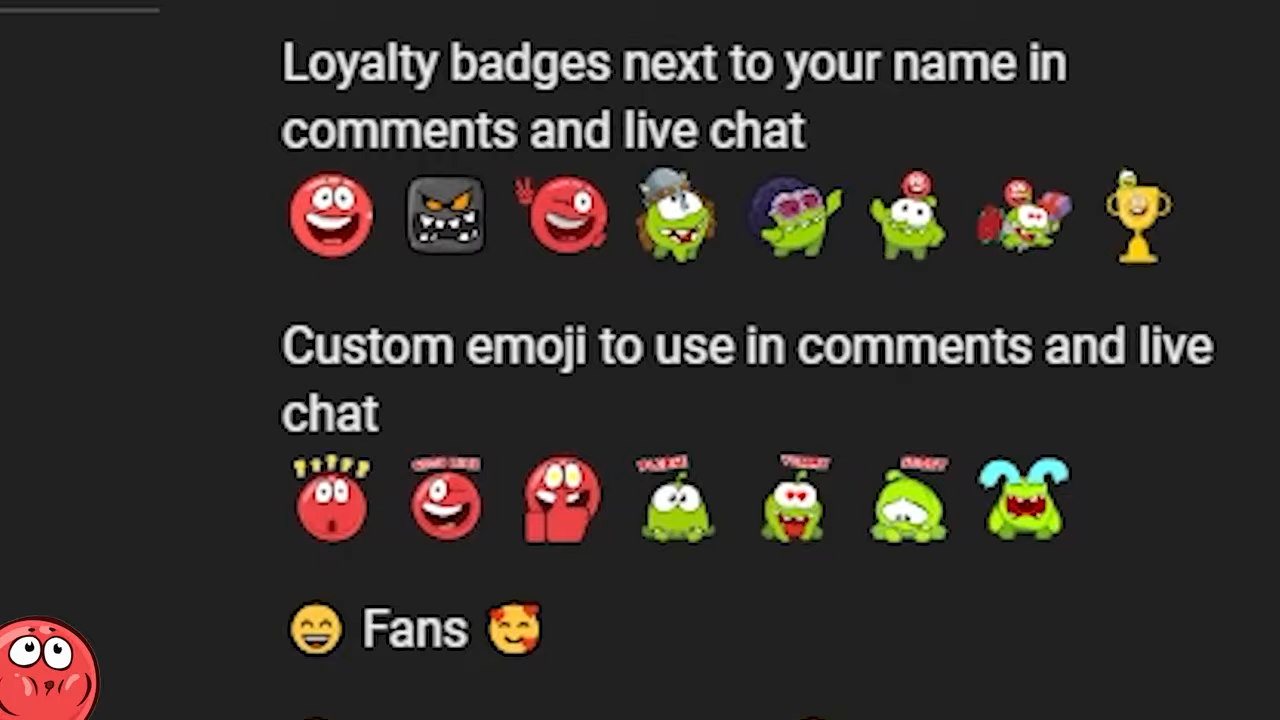 Loyalty badges next to your name in
comments and live chat
Custom emoji to use in comments and live
chat
Fans